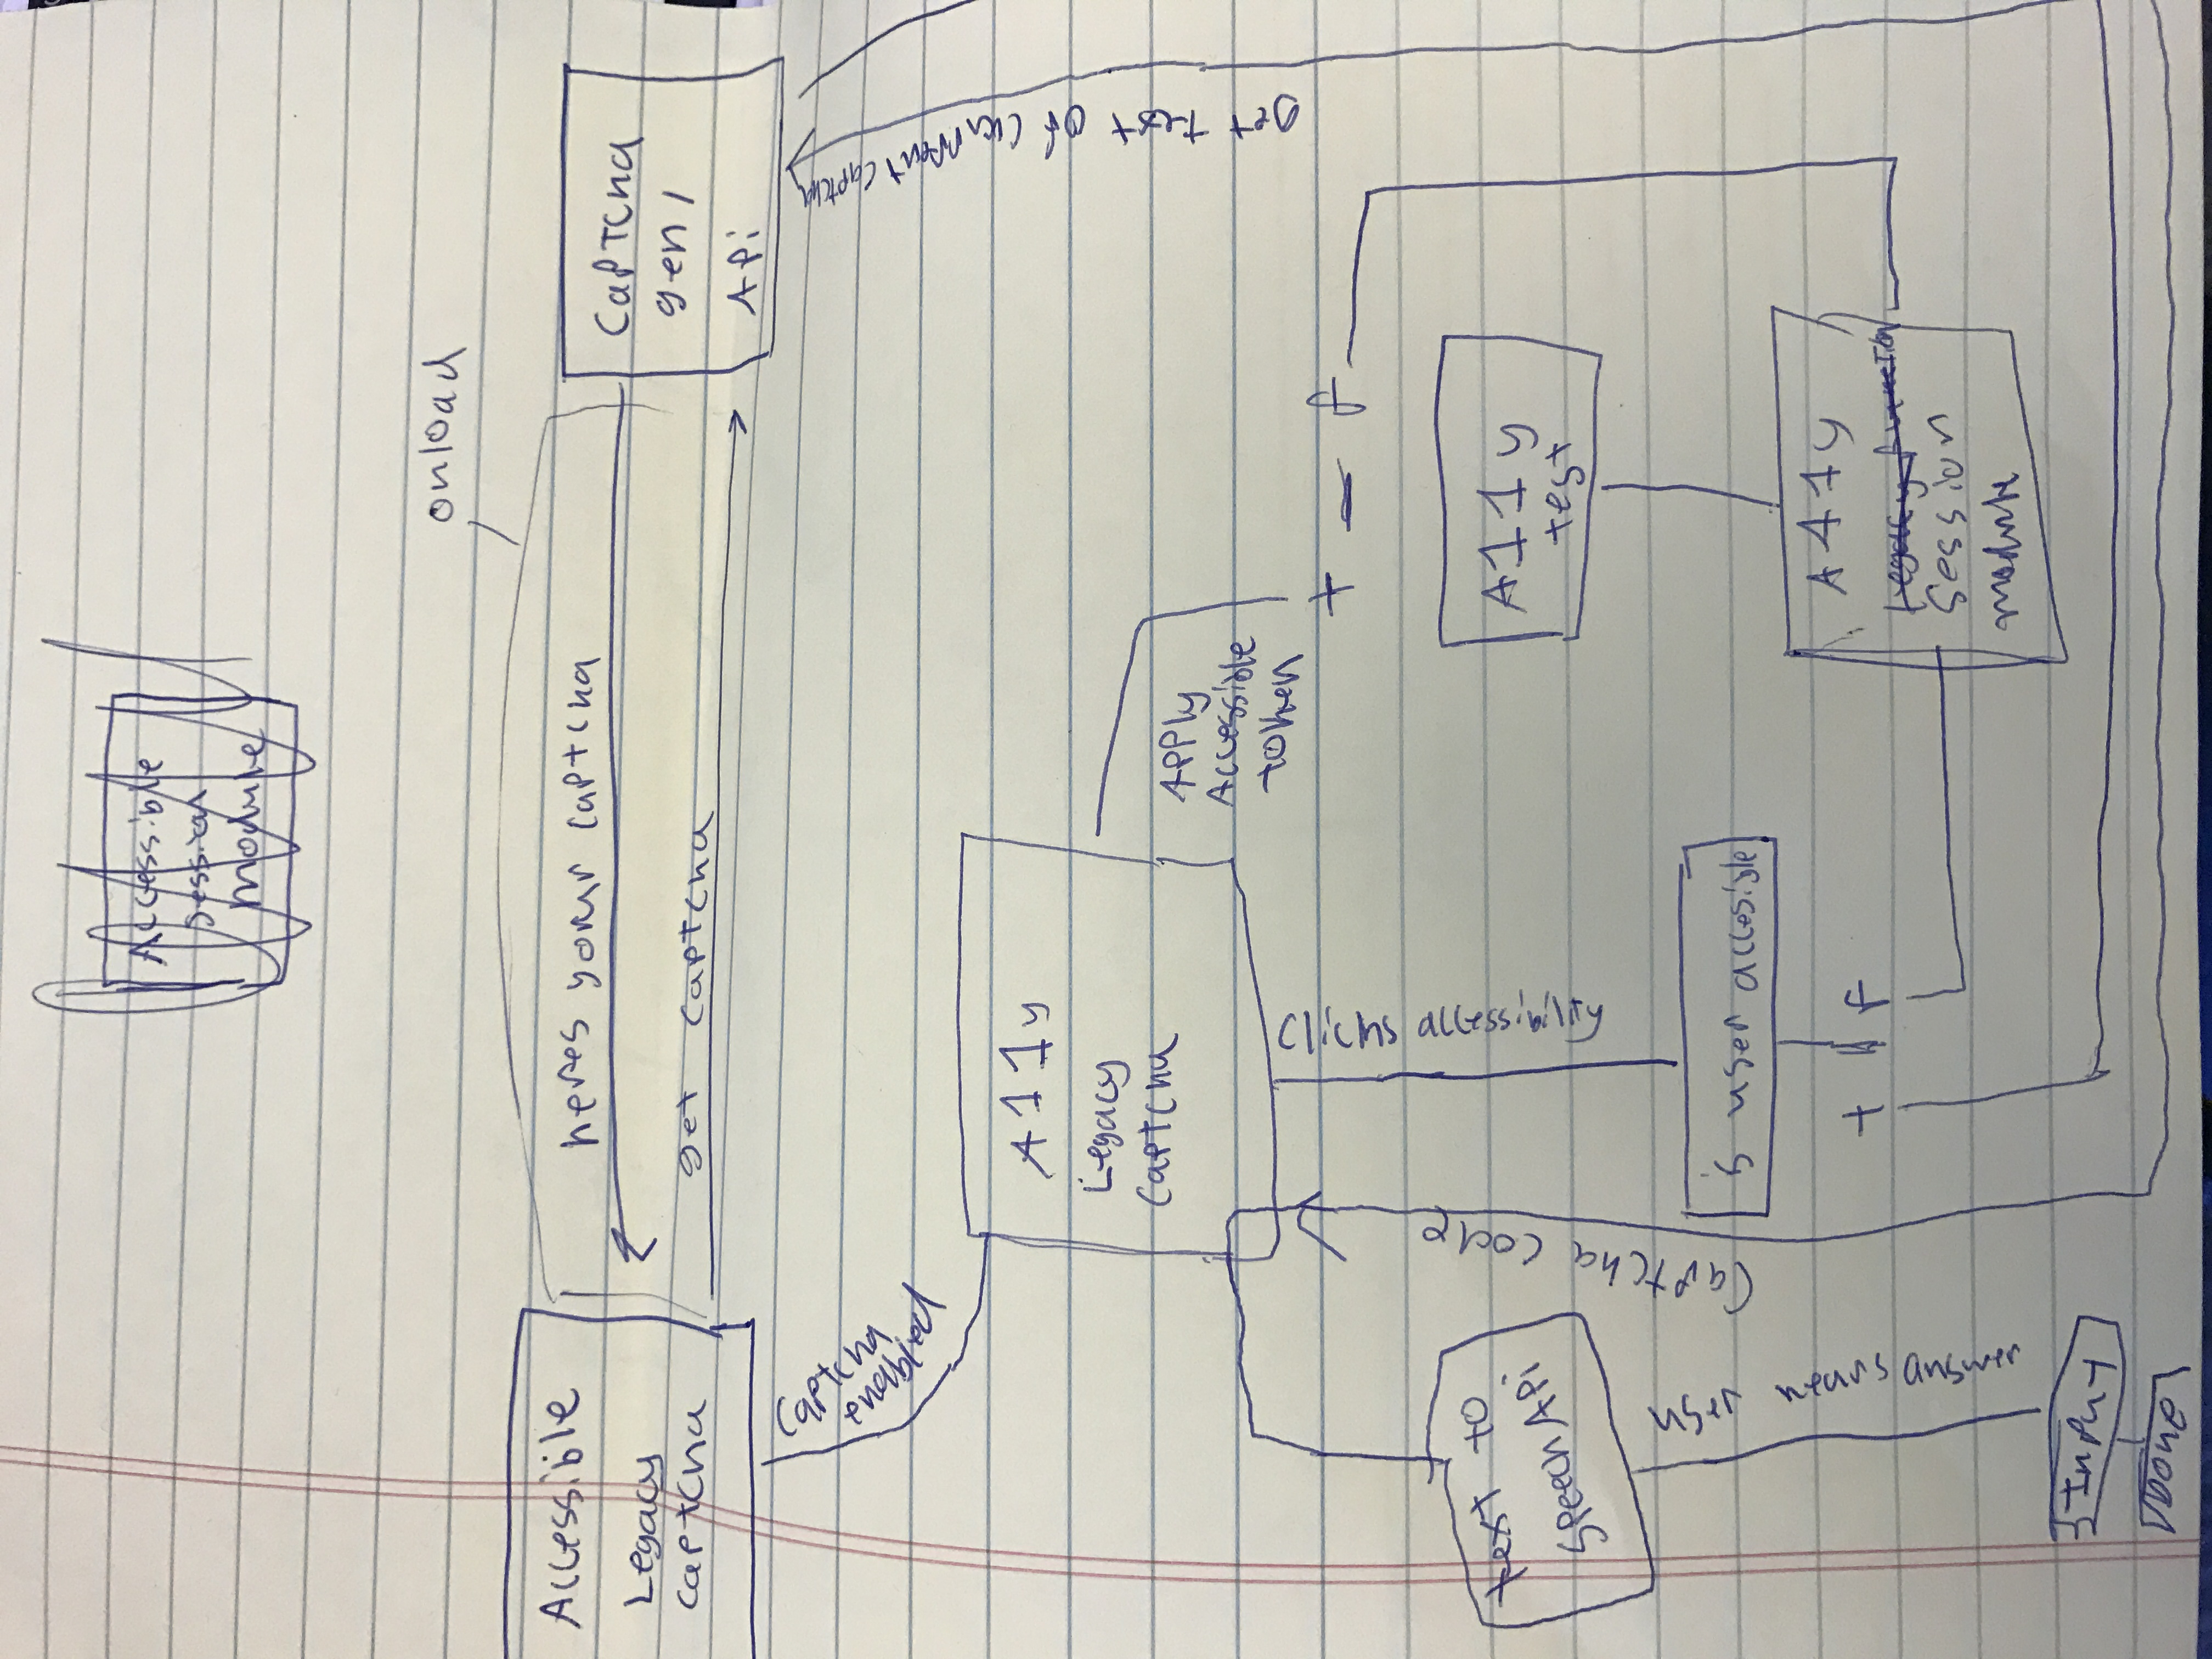 Accessible
Session
module
onload
heres your captcha
get captcha
Accessible
Legacy
captcha
Captcha
gen 1
Api
Captcha
enabled
get text of current captcha
A11y
Legacy
Captcha
Apply
Accessible
token
t - f
Clicks accessibility
Captcha code
text to
Speech Api
A11y
test
is user accesible
t f
user returns answer
A11y
Legacy function
Session
module
Input
done